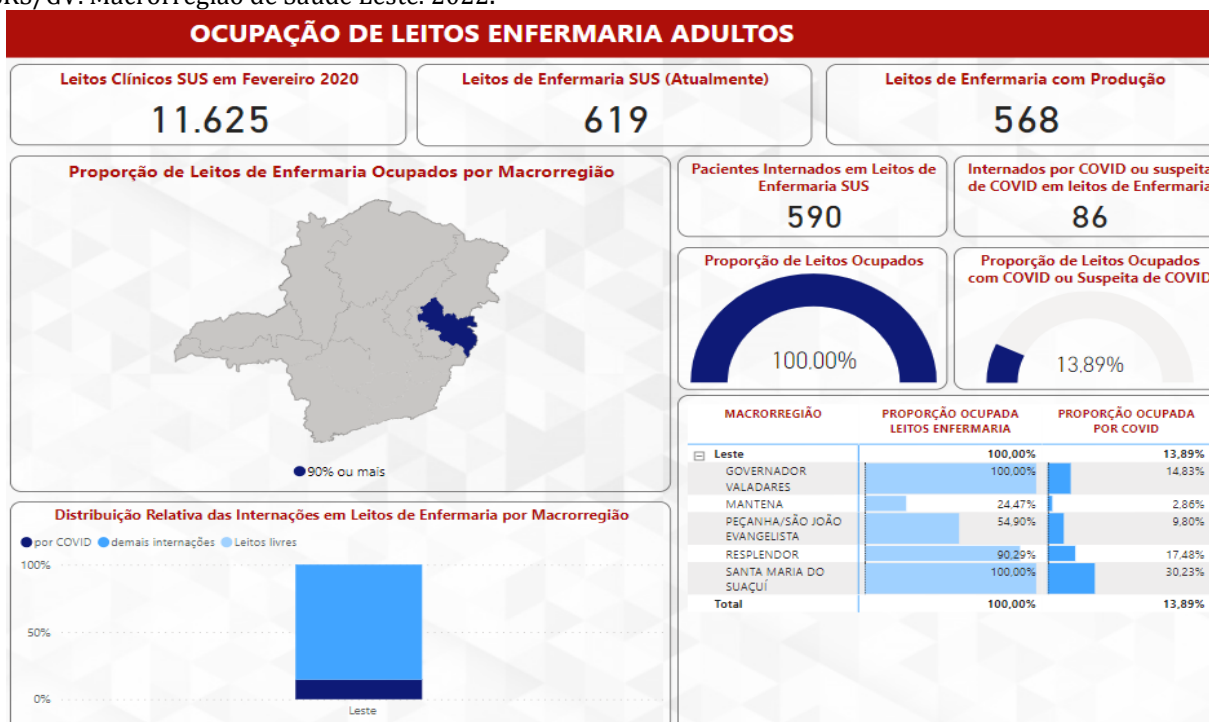 SRS/GV. Macrorregião de Saúde Leste. 2022.
OCUPAÇÃO DE LEITOS ENFERMARIA ADULTOS
Leitos Clínicos SUS em Fevereiro 2020
11.625
Leitos de Enfermaria SUS (Atualmente)
619
Leitos de Enfermaria com Produção
568
Proporção de Leitos de Enfermaria Ocupados por Macrorregião
90% ou mais
Pacientes Internados em Leitos de
Enfermaria SUS
590
Internados por COVID ou suspeita
de COVID em leitos de Enfermaria
86
Proporção de Leitos Ocupados
100,00%
Proporção de Leitos Ocupados
com COVID ou Suspeita de COVID
13,89%
MACRORREGIÃO PROPORÇÃO OCUPADA LEITOS ENFERMARIA PROPORÇÃO OCUPADA POR COVID
Leste 100,00% 13,89%
GOVERNADOR VALADARES 100,00% 14,83%
MANTENA 24,47% 2,86%
PEÇANHA/SÃO JOÃO EVANGELISTA 54,90% 9,80%
RESPLENDOR 90,29% 17,48%
SANTA MARIA DO SUAÇUÍ 100,00% 30,23%
Total 100,00% 13,89%
Distribuição Relativa das Internações em Leitos de Enfermaria por Macrorregião
por COVID demais internações Leitos livres
100%
50%
0%
Leste